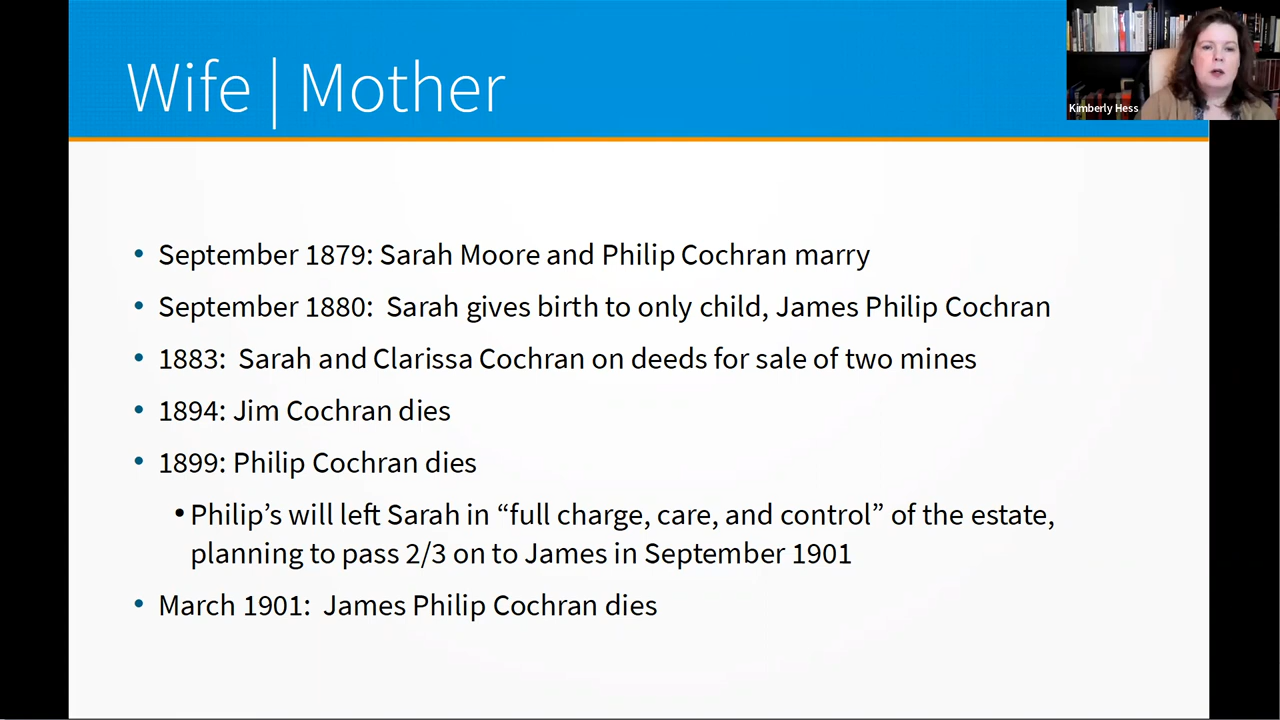 Wife | Mother
Kimberly Hess
• September 1879: Sarah Moore and Philip Cochran marry
• September 1880:  Sarah gives birth to only child, James Philip Cochran
• 1883:  Sarah and Clarissa Cochran on deeds for sale of two mines
• 1894: Jim Cochran dies
• 1899: Philip Cochran dies
• Philip’s will left Sarah in “full charge, care, and control” of the estate,
planning to pass 2/3 on to James in September 1901
• March 1901:  James Philip Cochran dies